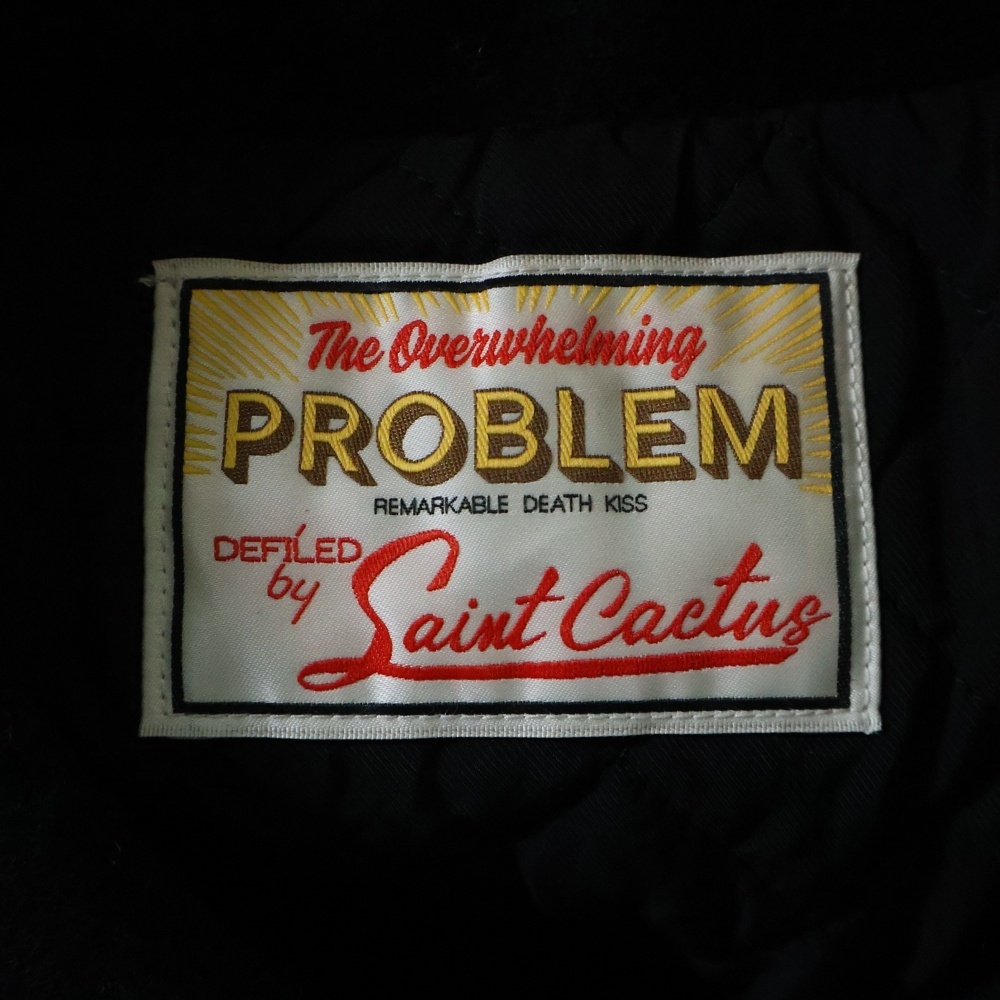 The Overwhelming
PROBLEM
REMARKABLE DEATH KISS
DEFILED
by
Saint Cactus